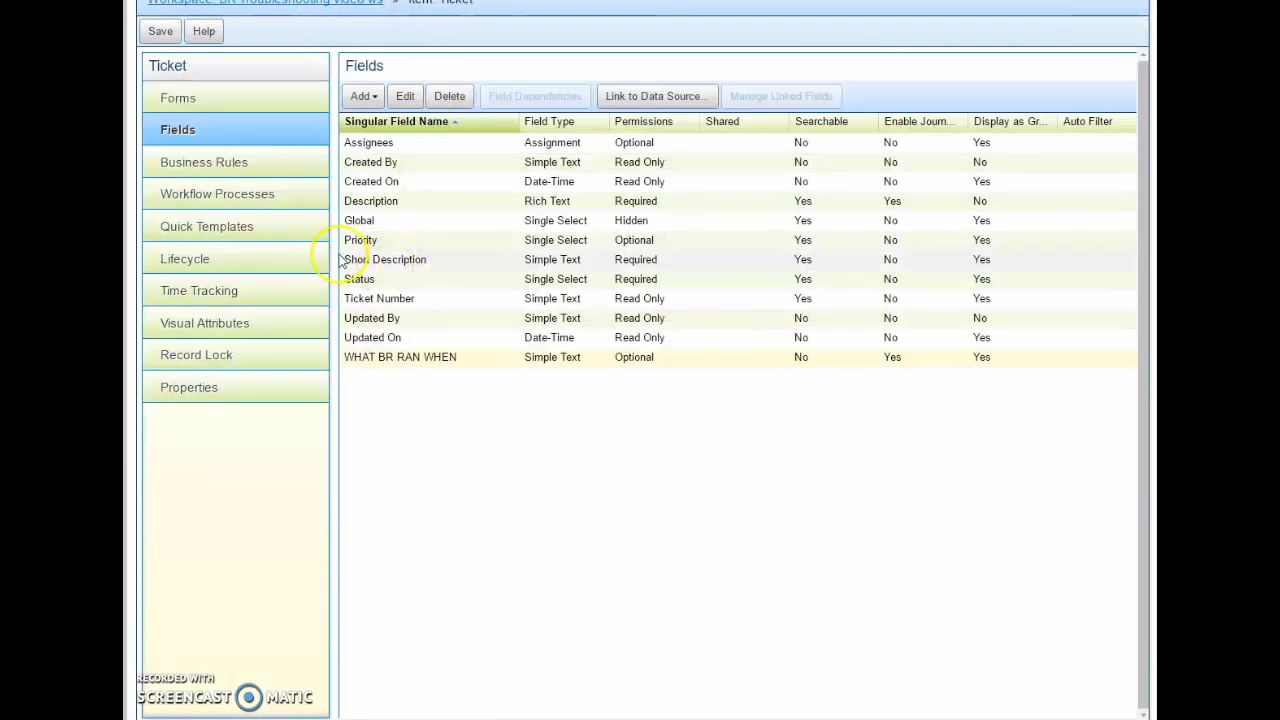 Workspace: BR Troubleshooting Video ws » Item: Ticket
Save Help
Ticket
Forms
Fields
Business Rules
Workflow Processes
Quick Templates
Lifecycle
Time Tracking
Visual Attributes
Record Lock
Properties
Fields
Add Edit Delete Field Dependencies Link to Data Source... Manage Linked Fields
Singular Field Name Field Type Permissions Shared Searchable Enable Journ... Display as Gr... Auto Filter
Assignees Assignment Optional No No Yes
Created By Simple Text Read Only No No No
Created On Date-Time Read Only No No Yes
Description Rich Text Required Yes Yes No
Global Single Select Hidden Yes No Yes
Priority Single Select Optional Yes No Yes
Short Description Simple Text Required Yes No Yes
Status Single Select Required Yes No Yes
Ticket Number Simple Text Read Only Yes No Yes
Updated By Simple Text Read Only No No No
Updated On Date-Time Read Only No No Yes
WHAT BR RAN WHEN Simple Text Optional No Yes Yes
RECORDED WITH
SCREENCAST MATIC